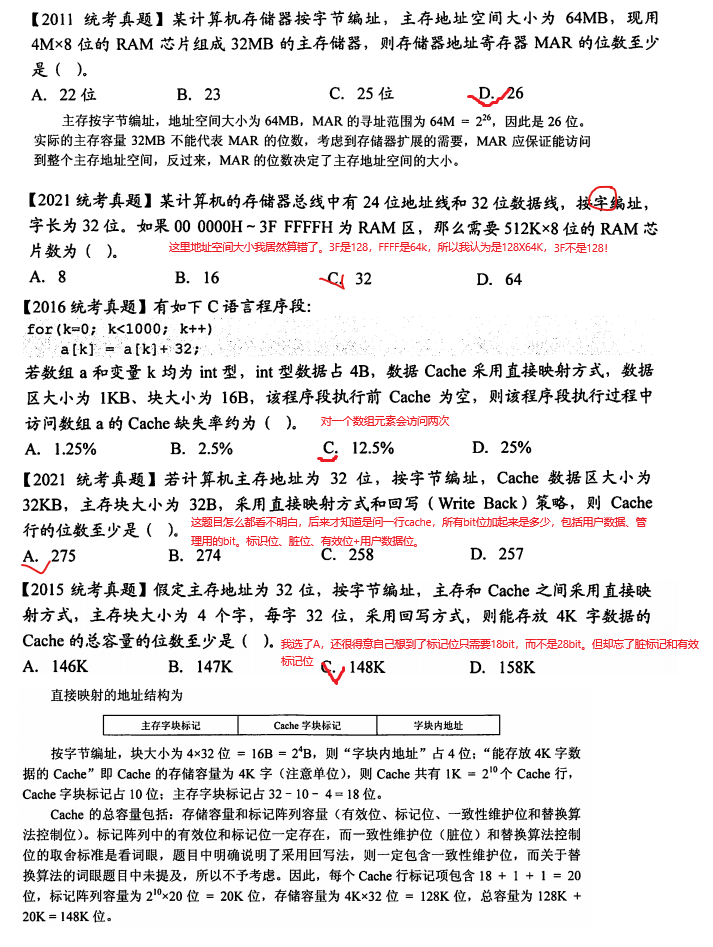 【2011 统考真题】某计算机存储器按字节编址，主存地址空间大小为 64MB，现用
4M×8 位的 RAM 芯片组成 32MB 的主存储器，则存储器地址寄存器 MAR 的位数至少
是（ ）。
A. 22 位 B. 23 C. 25 位 D. 26
主存按字节编址，地址空间大小为 64MB，MAR 的寻址范围为 64M = 2²⁶，因此是 26 位。
实际的主存容量 32MB 不能代表 MAR 的位数，考虑到存储器扩展的需要，MAR 应保证能访问
到整个主存地址空间，反过来，MAR 的位数决定了主存地址空间的大小。
【2021 统考真题】某计算机的存储器总线中有 24 位地址线和 32 位数据线，按字编址，
字长为 32 位。如果 00 0000H～3F FFFFH 为 RAM 区，那么需要 512K×8 位的 RAM 芯
片数为（ ）。 这里地址空间大小我居然算错了。3F是128，FFFF是64k，所以我认为是128X64K，3F不是128！
A. 8 B. 16 C. 32 D. 64
【2016 统考真题】有如下 C 语言程序段：
for(k=0; k<1000; k++)
a[k] = a[k]+32;
若数组 a 和变量 k 均为 int 型，int 型数据占 4B，数据 Cache 采用直接映射方式，数据
区大小为 1KB、块大小为 16B，该程序段执行前 Cache 为空，则该程序段执行过程中
访问数组 a 的 Cache 缺失率约为（ ）。 对一个数组元素会访问两次
A. 1.25% B. 2.5% C. 12.5% D. 25%
【2021 统考真题】若计算机主存地址为 32 位，按字节编址，Cache 数据区大小为
32KB，主存块大小为 32B，采用直接映射方式和回写（Write Back）策略，则 Cache
行的位数至少是（ ）。 这题目怎么都看不明白，后来才知道是问一行cache，所有bit位加起来是多少，包括用户数据、管
理用的bit。标识位、脏位、有效位+用户数据位。
A. 275 B. 274 C. 258 D. 257
【2015 统考真题】假定主存地址为 32 位，按字节编址，主存和 Cache 之间采用直接映
射方式，主存块大小为 4 个字，每字 32 位，采用回写方式，则能存放 4K 字数据的
Cache 的总容量的位数至少是（ ）。 我选了A，还很得意自己想到了标记位只需要18bit，而不是28bit。但却忘了脏标记和有效
标记位
A. 146K B. 147K C. 148K D. 158K
直接映射的地址结构为
主存字块标记 Cache 字块标记 字块内地址
按字节编址，块大小为 4×32 位 = 16B = 2⁴B，则“字块内地址”占 4 位；“能存放 4K 字数
据的 Cache”即 Cache 的存储容量为 4K 字（注意单位），则 Cache 共有 1K = 2¹⁰个 Cache 行，
Cache 字块标记占 10 位；主存字块标记占 32 − 10 − 4 = 18 位。
Cache 的总容量包括：存储容量和标记阵列容量（有效位、标记位、一致性维护位和替换算
法控制位）。标记阵列中的有效位和标记位一定存在，而一致性维护位（脏位）和替换算法控制
位的取舍标准是看词眼，题目中明确说明了采用回写法，则一定包含一致性维护位，而关于替
换算法的词眼题目中未提及，所以不予考虑。因此，每个 Cache 行标记项包含 18 + 1 + 1 = 20
位，标记阵列容量为 2¹⁰×20 位 = 20K 位，存储容量为 4K×32 位 = 128K 位，总容量为 128K +
20K = 148K 位。